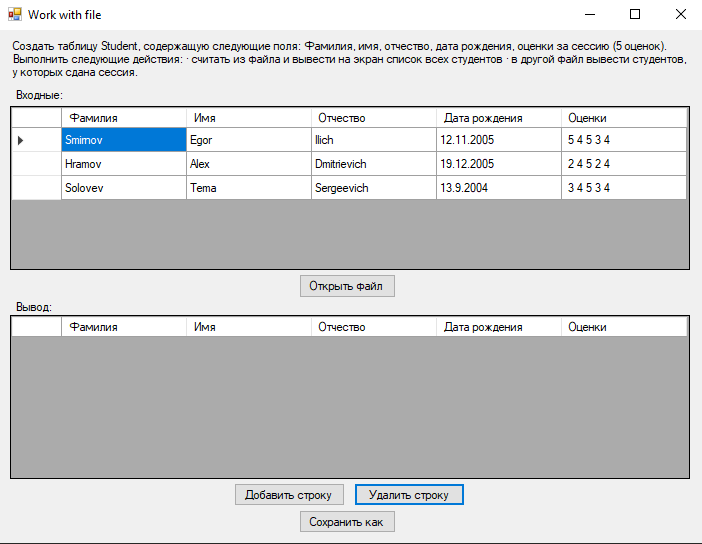 Work with file
Создать таблицу Student, содержащую следующие поля: Фамилия, имя, отчество, дата рождения, оценки за сессию (5 оценок).
Выполнить следующие действия: · считать из файла и вывести на экран список всех студентов · в другой файл вывести студентов,
у которых сдана сессия.
Входные:
Фамилия Имя Отчество Дата рождения Оценки
Smirnov Egor Ilich 12.11.2005 5 4 5 3 4
Hramov Alex Dmitrievich 19.12.2005 2 4 5 2 4
Solovev Tema Sergeevich 13.9.2004 3 4 5 3 4
Открыть файл
Вывод:
Фамилия Имя Отчество Дата рождения Оценки
Добавить строку Удалить строку
Сохранить как